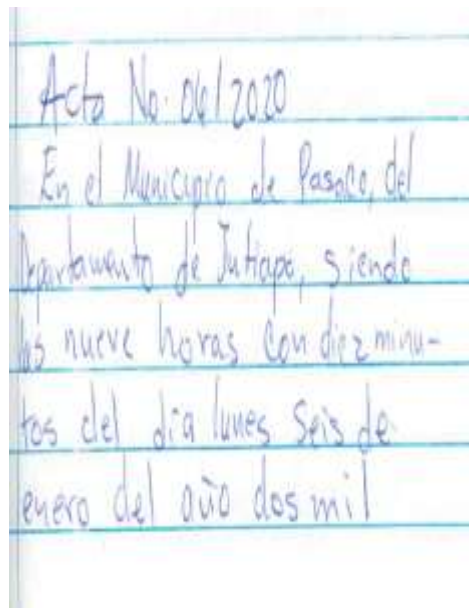 Acta No. 06/2020
En el Municipio de Pasaco, del
Departamento de Jutiapa, siendo
las nueve horas con diez minu-
tos del día lunes seis de
enero del año dos mil